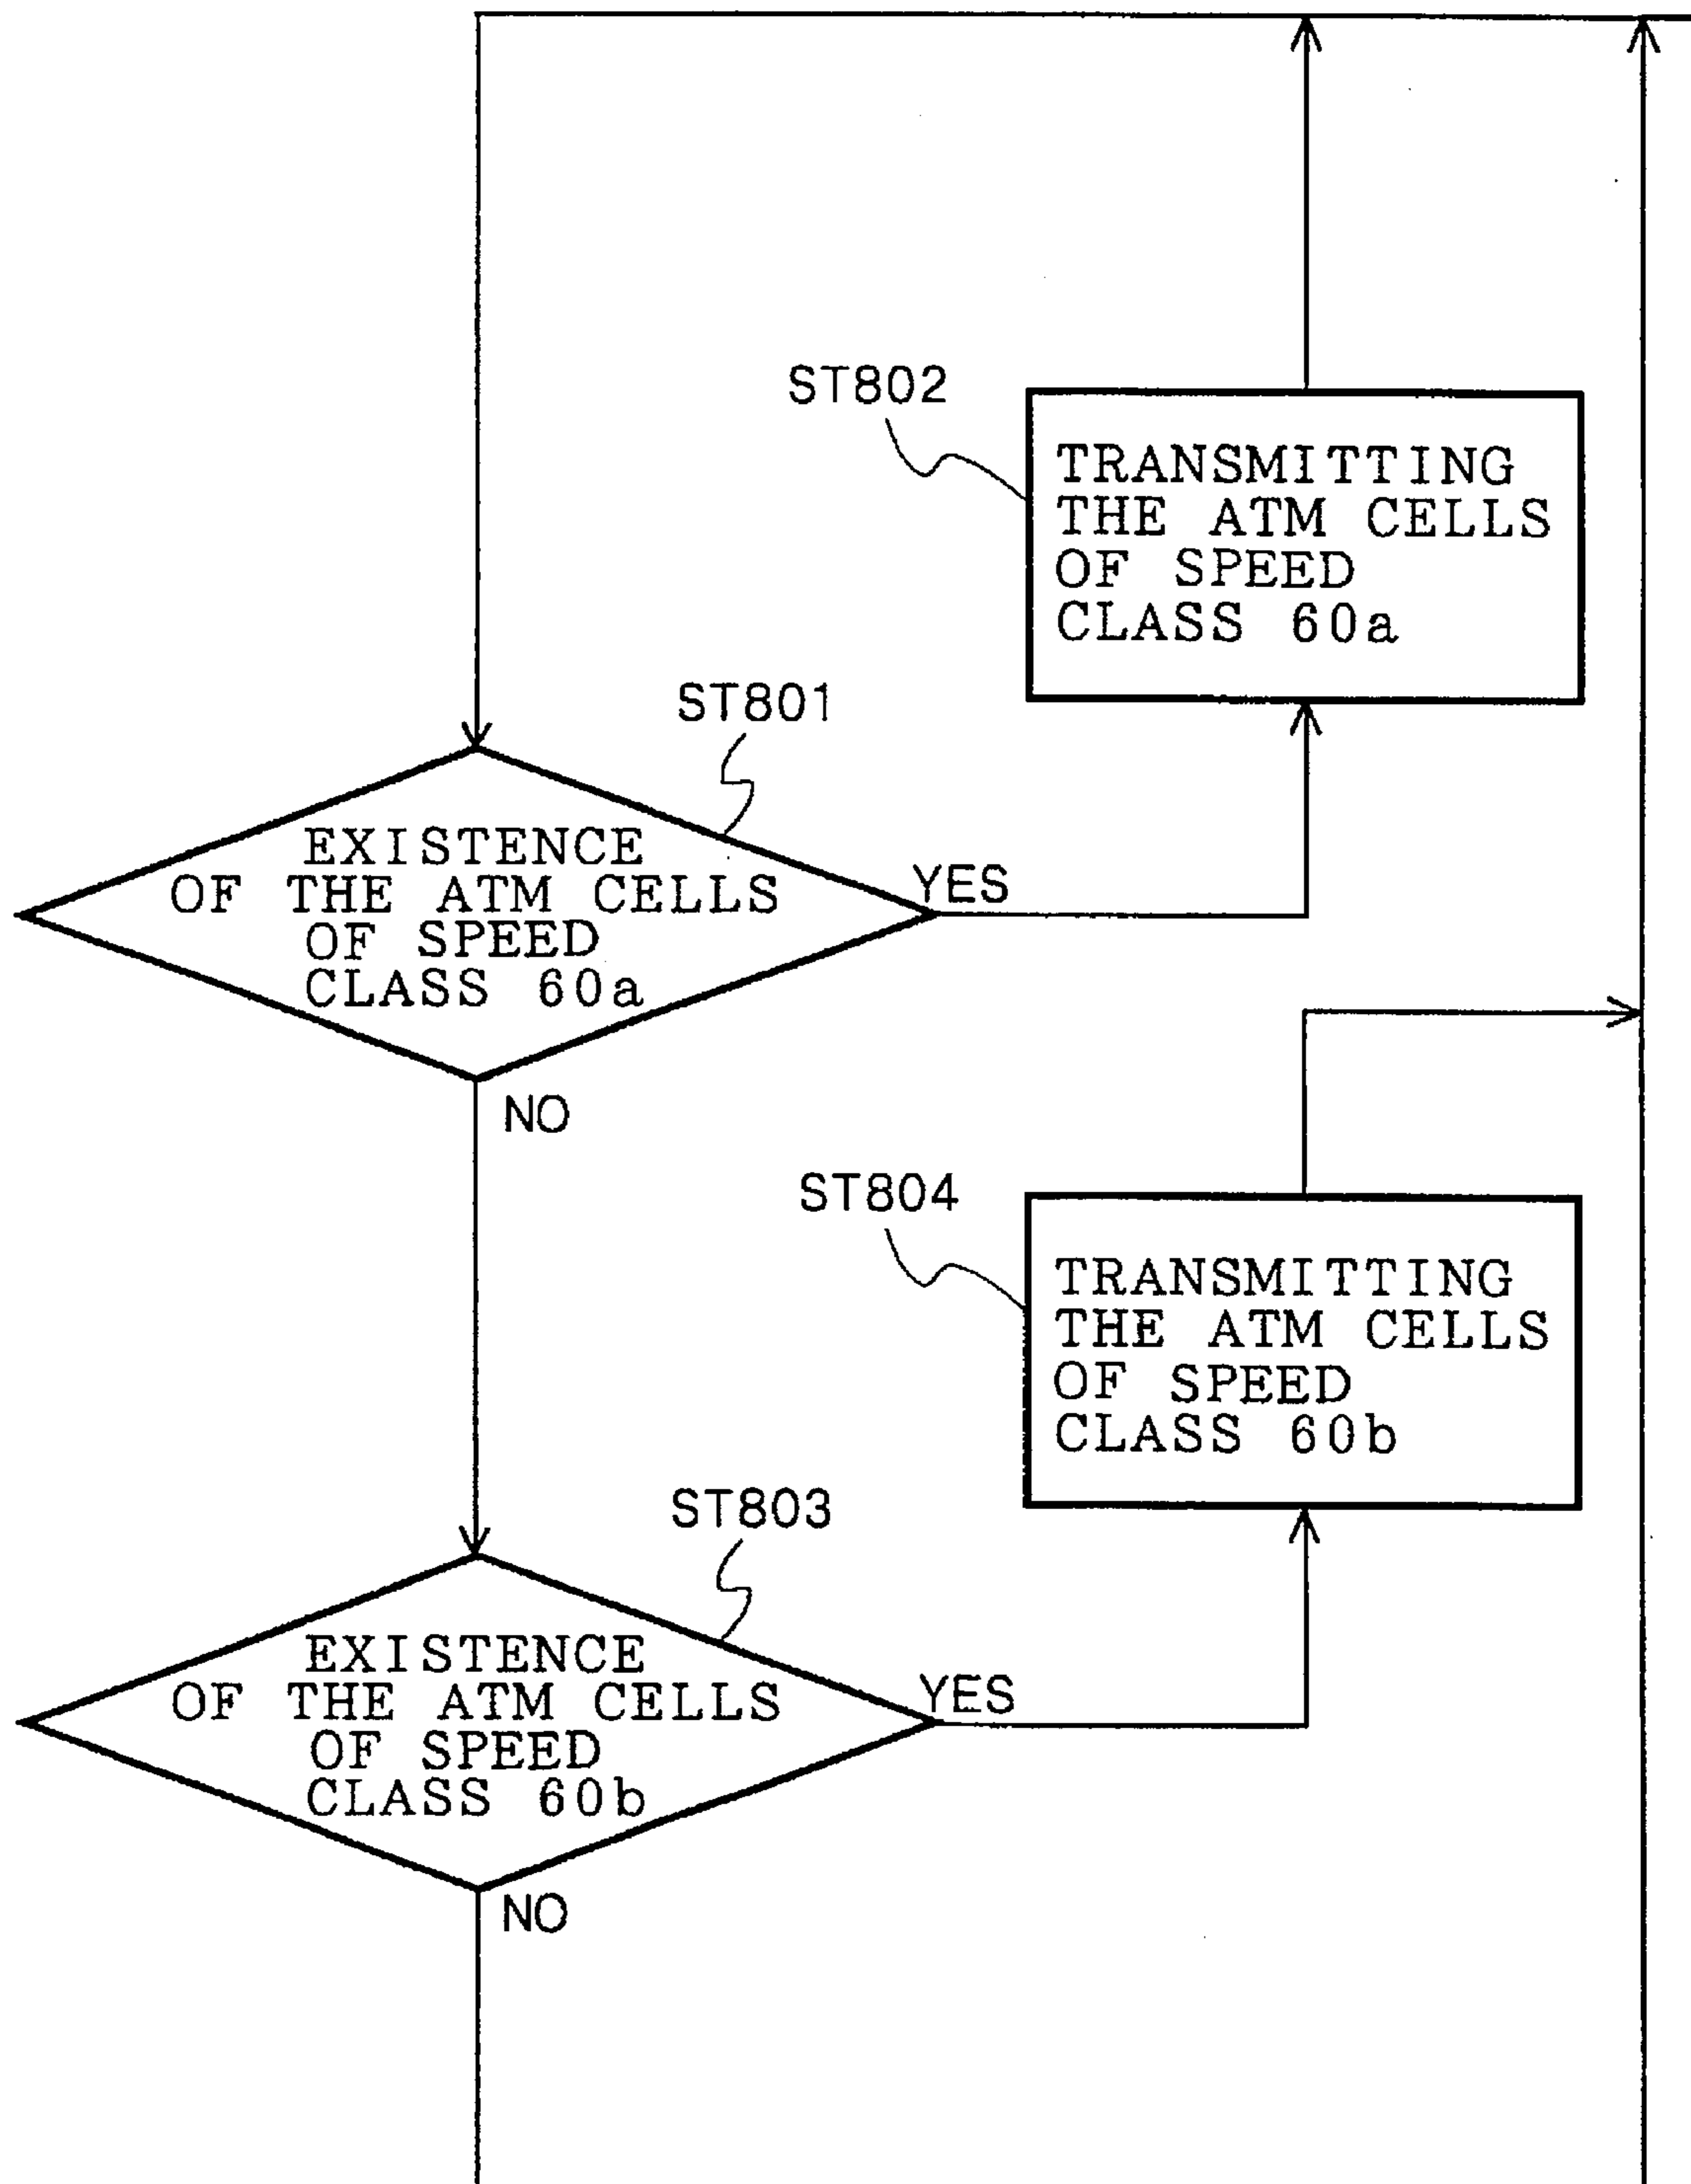 ST802
TRANSMITTING
THE ATM CELLS
OF SPEED
CLASS 60a
ST801
EXISTENCE
OF THE ATM CELLS
OF SPEED
CLASS 60a
YES
NO
ST804
TRANSMITTING
THE ATM CELLS
OF SPEED
CLASS 60b
ST803
EXISTENCE
OF THE ATM CELLS
OF SPEED
CLASS 60b
YES
NO